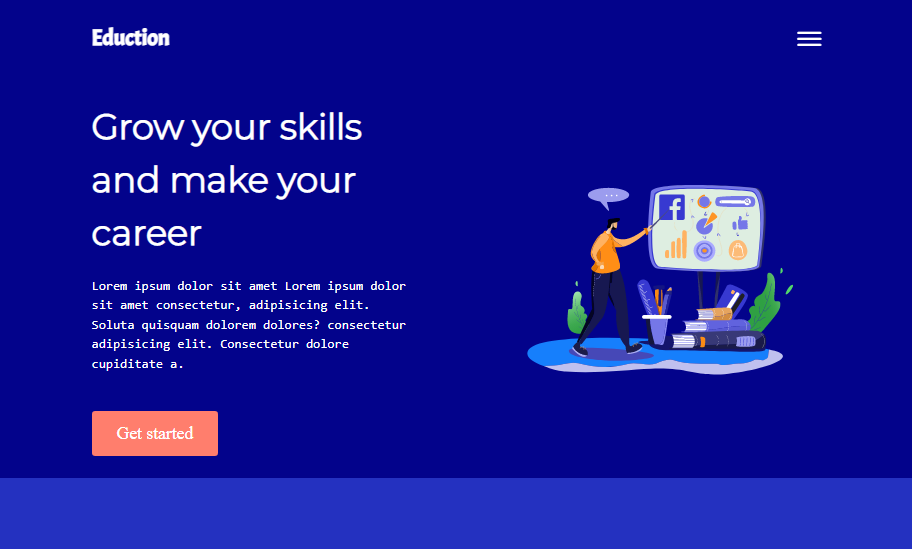 Eduction
Grow your skills
and make your
career
Lorem ipsum dolor sit amet Lorem ipsum dolor
sit amet consectetur, adipisicing elit.
Soluta quisquam dolorem dolores? consectetur
adipisicing elit. Consectetur dolore
cupiditate a.
Get started